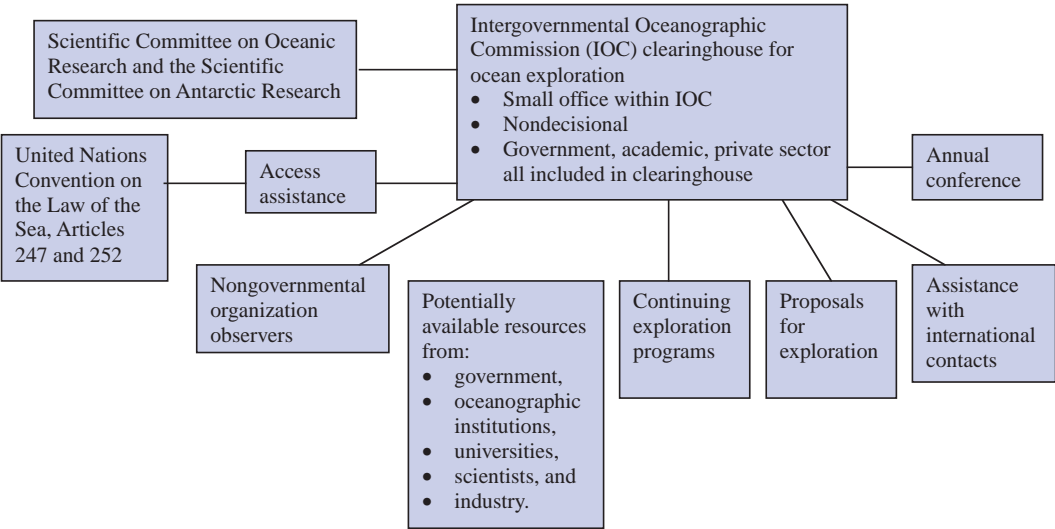 Scientific Committee on Oceanic
Research and the Scientific
Committee on Antarctic Research
Intergovernmental Oceanographic
Commission (IOC) clearinghouse for
ocean exploration
• Small office within IOC
• Nondecisional
• Government, academic, private sector
all included in clearinghouse
United Nations
Convention on
the Law of the
Sea, Articles
247 and 252
Access
assistance
Annual
conference
Nongovernmental
organization
observers
Potentially
available resources
from:
• government,
• oceanographic
institutions,
• universities,
• scientists, and
• industry.
Continuing
exploration
programs
Proposals
for
exploration
Assistance
with
international
contacts